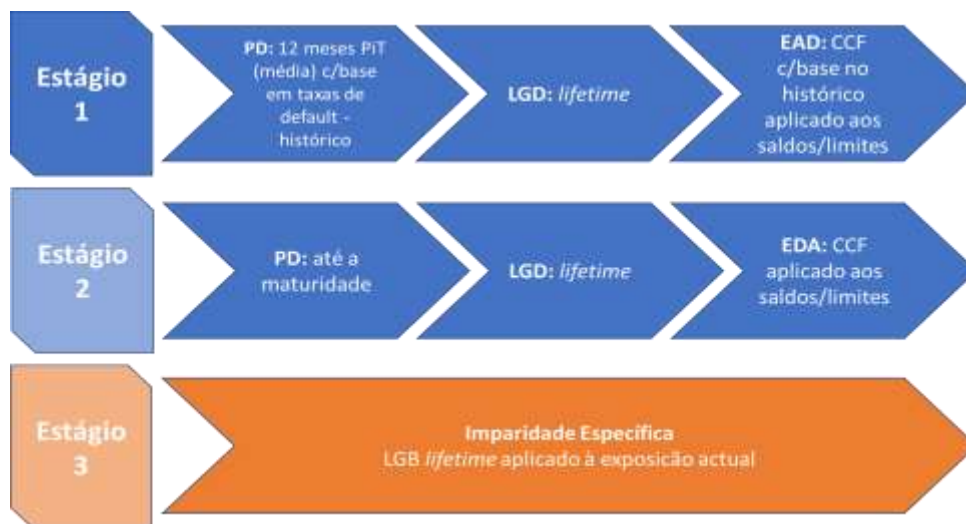 Estágio
1
PD: 12 meses PiT
(média) c/base
em taxas de
default -
histórico
LGD: lifetime
EAD: CCF
c/base no
histórico
aplicado aos
saldos/limites
Estágio
2
PD: até a
maturidade
LGD: lifetime
EDA: CCF
aplicado aos
saldos/limites
Estágio
3
Imparidade Específica
LGB lifetime aplicado à exposicão actual